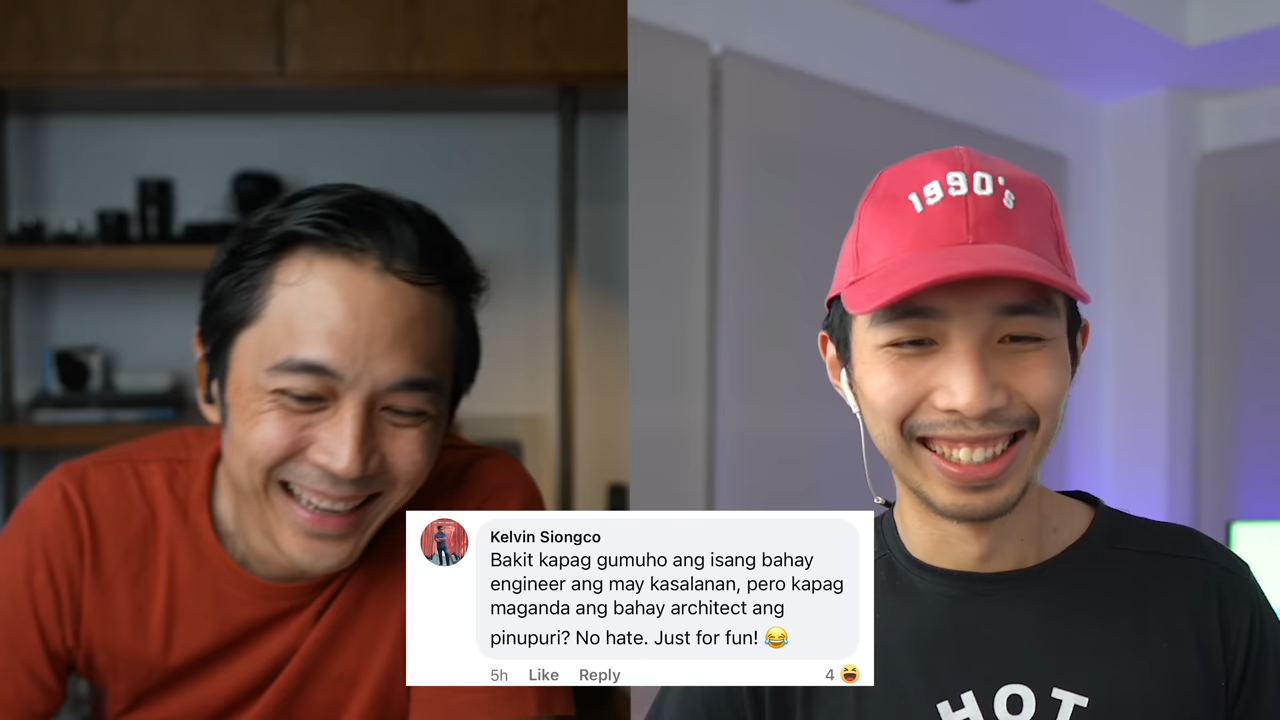 1990's
Kelvin Siongco
Bakit kapag gumuho ang isang bahay
engineer ang may kasalanan, pero kapag
maganda ang bahay architect ang
pinupuri? No hate. Just for fun! 😂
5h Like Reply 4 😆
HOT